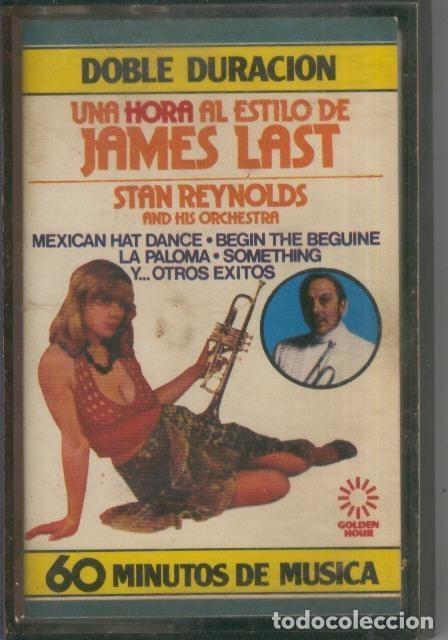 DOBLE DURACION
UNA HORA AL ESTILO DE
JAMES LAST
STAN REYNOLDS
AND HIS ORCHESTRA
MEXICAN HAT DANCE • BEGIN THE BEGUINE
LA PALOMA • SOMETHING
Y... OTROS EXITOS
GOLDEN
HOUR
60 MINUTOS DE MUSICA
todocoleccion